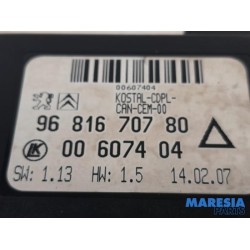 00607404
KOSTAL-CDPL-
CAN-CEM-00
96 816 707 80
LK 00 6074 04
SW: 1.13 HW: 1.5 14.02.07
MARESIA